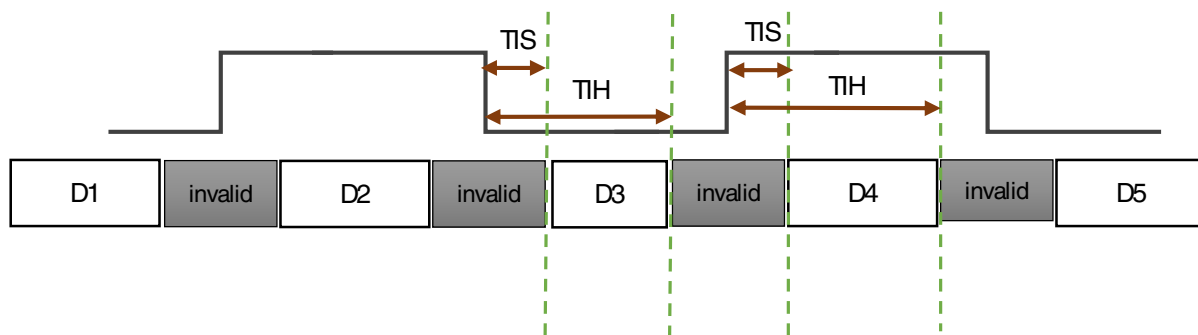 TIS
TIS
TIH
TIH
D1 invalid D2 invalid D3 invalid D4 invalid D5